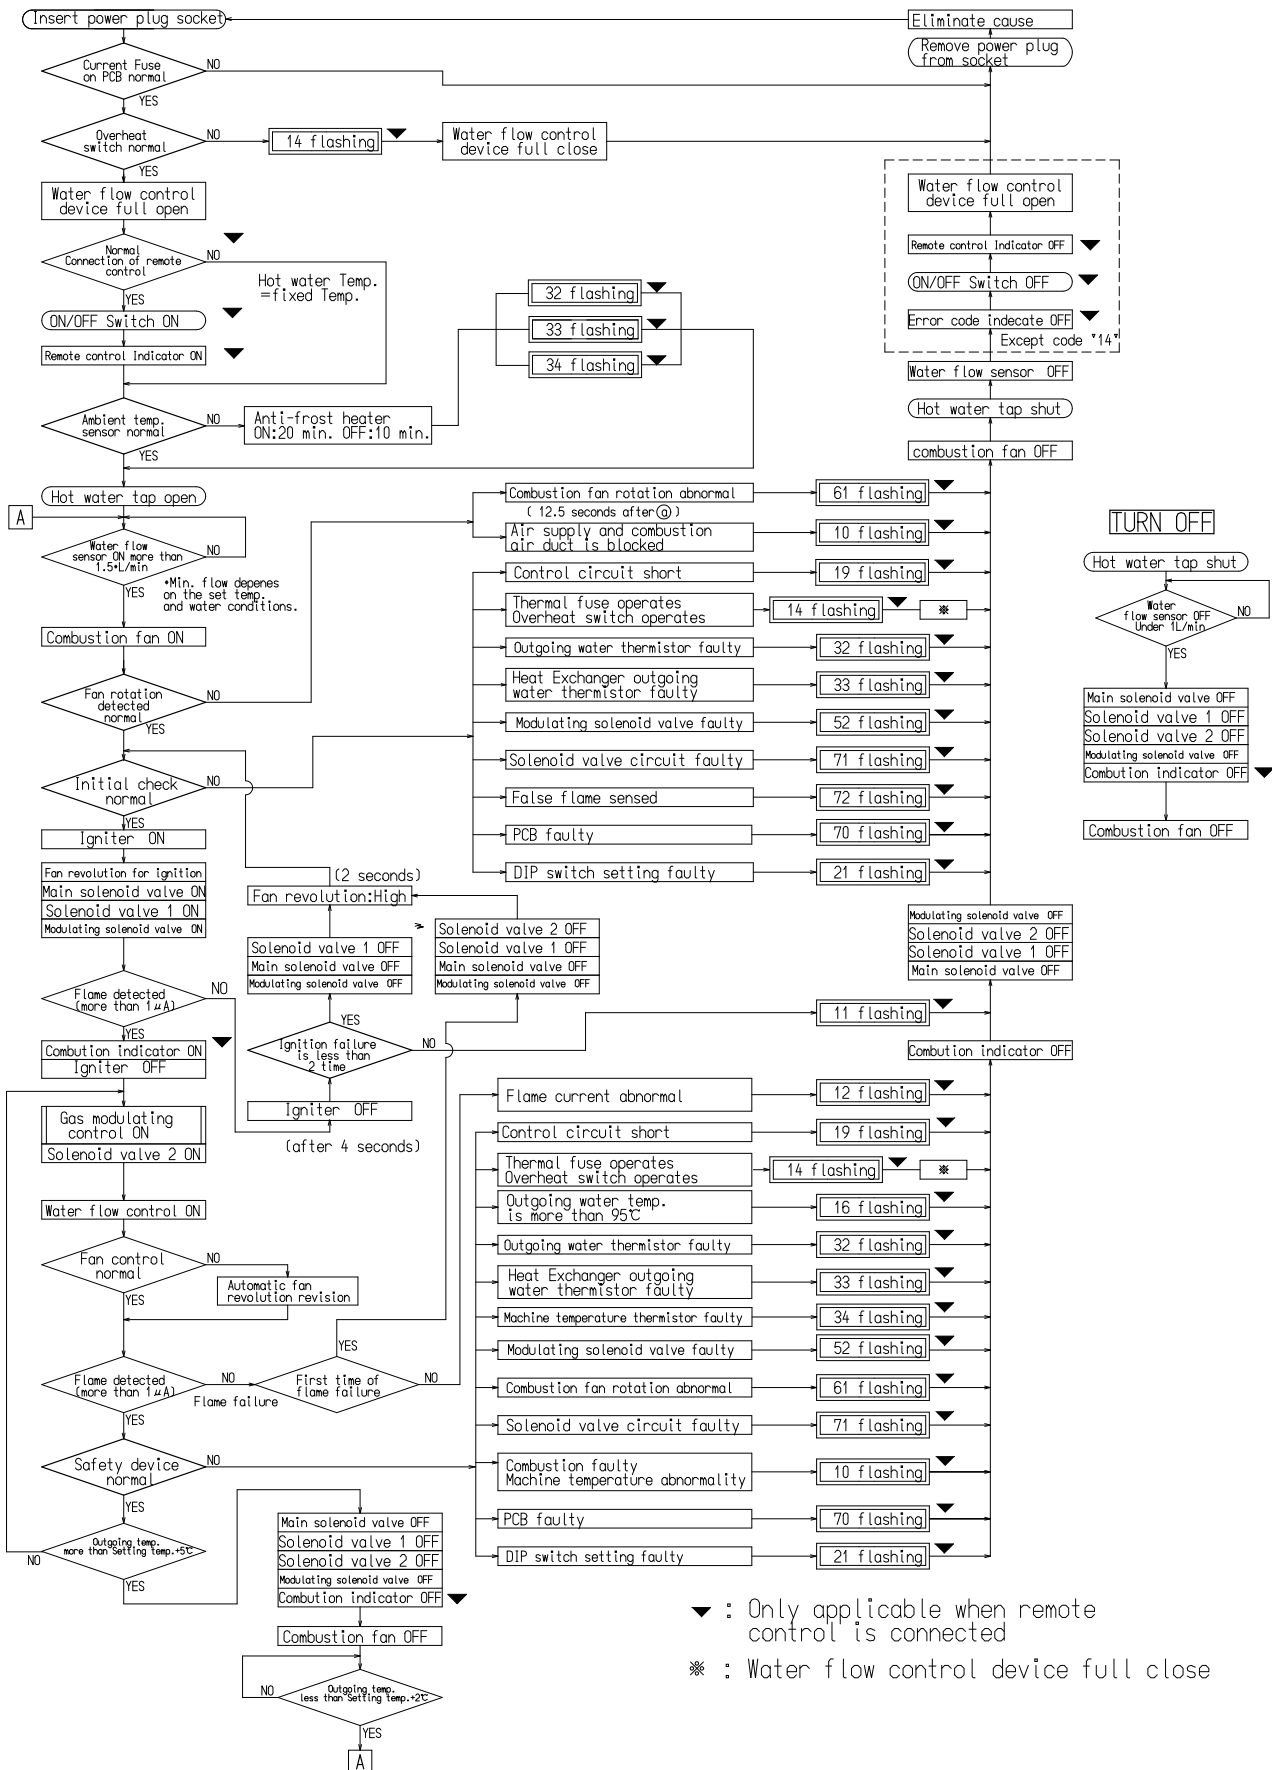 Insert power plug socket
Eliminate cause
Remove power plug
from socket
Current Fuse
on PCB normal
NO
YES
Overheat
switch normal
NO
14 flashing
Water flow control
device full close
YES
Water flow control
device full open
Normal
Connection of remote
control
NO
Hot water Temp.
=fixed Temp.
YES
ON/OFF Switch ON
Remote control Indicator ON
32 flashing
33 flashing
34 flashing
Ambient temp.
sensor normal
NO
Anti-frost heater
ON:20 min. OFF:10 min.
YES
Water flow control
device full open
Remote control Indicator OFF
ON/OFF Switch OFF
Error code indecate OFF
Except code "14"
Water flow sensor OFF
Hot water tap shut
combustion fan OFF
Hot water tap open
A
Water flow
sensor ON more than
1.5*L/min
NO
YES
*Min. flow depenes
on the set temp.
and water conditions.
Combustion fan ON
Fan rotation
detected
normal
NO
YES
Initial check
normal
NO
YES
Combustion fan rotation abnormal
61 flashing
( 12.5 seconds after ⓐ )
Air supply and combustion
air duct is blocked
10 flashing
Control circuit short
19 flashing
Thermal fuse operates
Overheat switch operates
14 flashing
※
Outgoing water thermistor faulty
32 flashing
Heat Exchanger outgoing
water thermistor faulty
33 flashing
Modulating solenoid valve faulty
52 flashing
Solenoid valve circuit faulty
71 flashing
False flame sensed
72 flashing
PCB faulty
70 flashing
DIP switch setting faulty
21 flashing
TURN OFF
Hot water tap shut
Water
flow sensor OFF
Under 1L/min
NO
YES
Main solenoid valve OFF
Solenoid valve 1 OFF
Solenoid valve 2 OFF
Modulating solenoid valve OFF
Combution indicator OFF
Combustion fan OFF
Igniter ON
Fan revolution for ignition
Main solenoid valve ON
Solenoid valve 1 ON
Modulating solenoid valve ON
(2 seconds)
Fan revolution:High
Solenoid valve 1 OFF
Main solenoid valve OFF
Modulating solenoid valve OFF
Solenoid valve 2 OFF
Solenoid valve 1 OFF
Main solenoid valve OFF
Modulating solenoid valve OFF
Modulating solenoid valve OFF
Solenoid valve 2 OFF
Solenoid valve 1 OFF
Main solenoid valve OFF
Flame detected
(more than 1μA)
NO
YES
Combution indicator ON
Igniter OFF
YES
Ignition failure
is less than
2 time
NO
11 flashing
Combution indicator OFF
Igniter OFF
(after 4 seconds)
Gas modulating
control ON
Solenoid valve 2 ON
Water flow control ON
Fan control
normal
NO
Automatic fan
revolution revision
YES
Flame detected
(more than 1μA)
NO
Flame failure
YES
First time of
flame failure
NO
YES
Safety device
normal
NO
YES
Outgoing temp.
more than Setting temp.+5℃
NO
YES
Flame current abnormal
12 flashing
Control circuit short
19 flashing
Thermal fuse operates
Overheat switch operates
14 flashing
※
Outgoing water temp.
is more than 95℃
16 flashing
Outgoing water thermistor faulty
32 flashing
Heat Exchanger outgoing
water thermistor faulty
33 flashing
Machine temperature thermistor faulty
34 flashing
Modulating solenoid valve faulty
52 flashing
Combustion fan rotation abnormal
61 flashing
Solenoid valve circuit faulty
71 flashing
Combustion faulty
Machine temperature abnormality
10 flashing
PCB faulty
70 flashing
DIP switch setting faulty
21 flashing
Main solenoid valve OFF
Solenoid valve 1 OFF
Solenoid valve 2 OFF
Modulating solenoid valve OFF
Combution indicator OFF
Combustion fan OFF
NO
Outgoing temp.
less than Setting temp.+2℃
YES
A
▼ : Only applicable when remote
control is connected
※ : Water flow control device full close